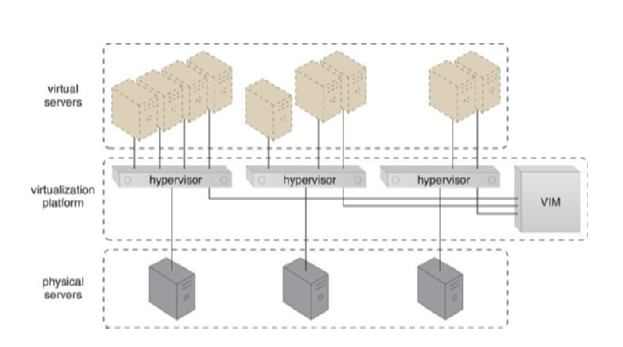 virtual
servers
hypervisor
hypervisor
hypervisor
virtualization
platform
VIM
physical
servers